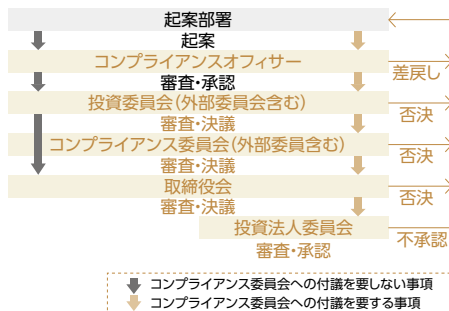 起案部署
起案
コンプライアンスオフィサー
差戻し
審査・承認
投資委員会(外部委員会含む)
否決
審査・決議
コンプライアンス委員会(外部委員含む)
否決
審査・決議
取締役会
否決
審査・決議
投資法人委員会
不承認
審査・承認
コンプライアンス委員会への付議を要しない事項
コンプライアンス委員会への付議を要する事項